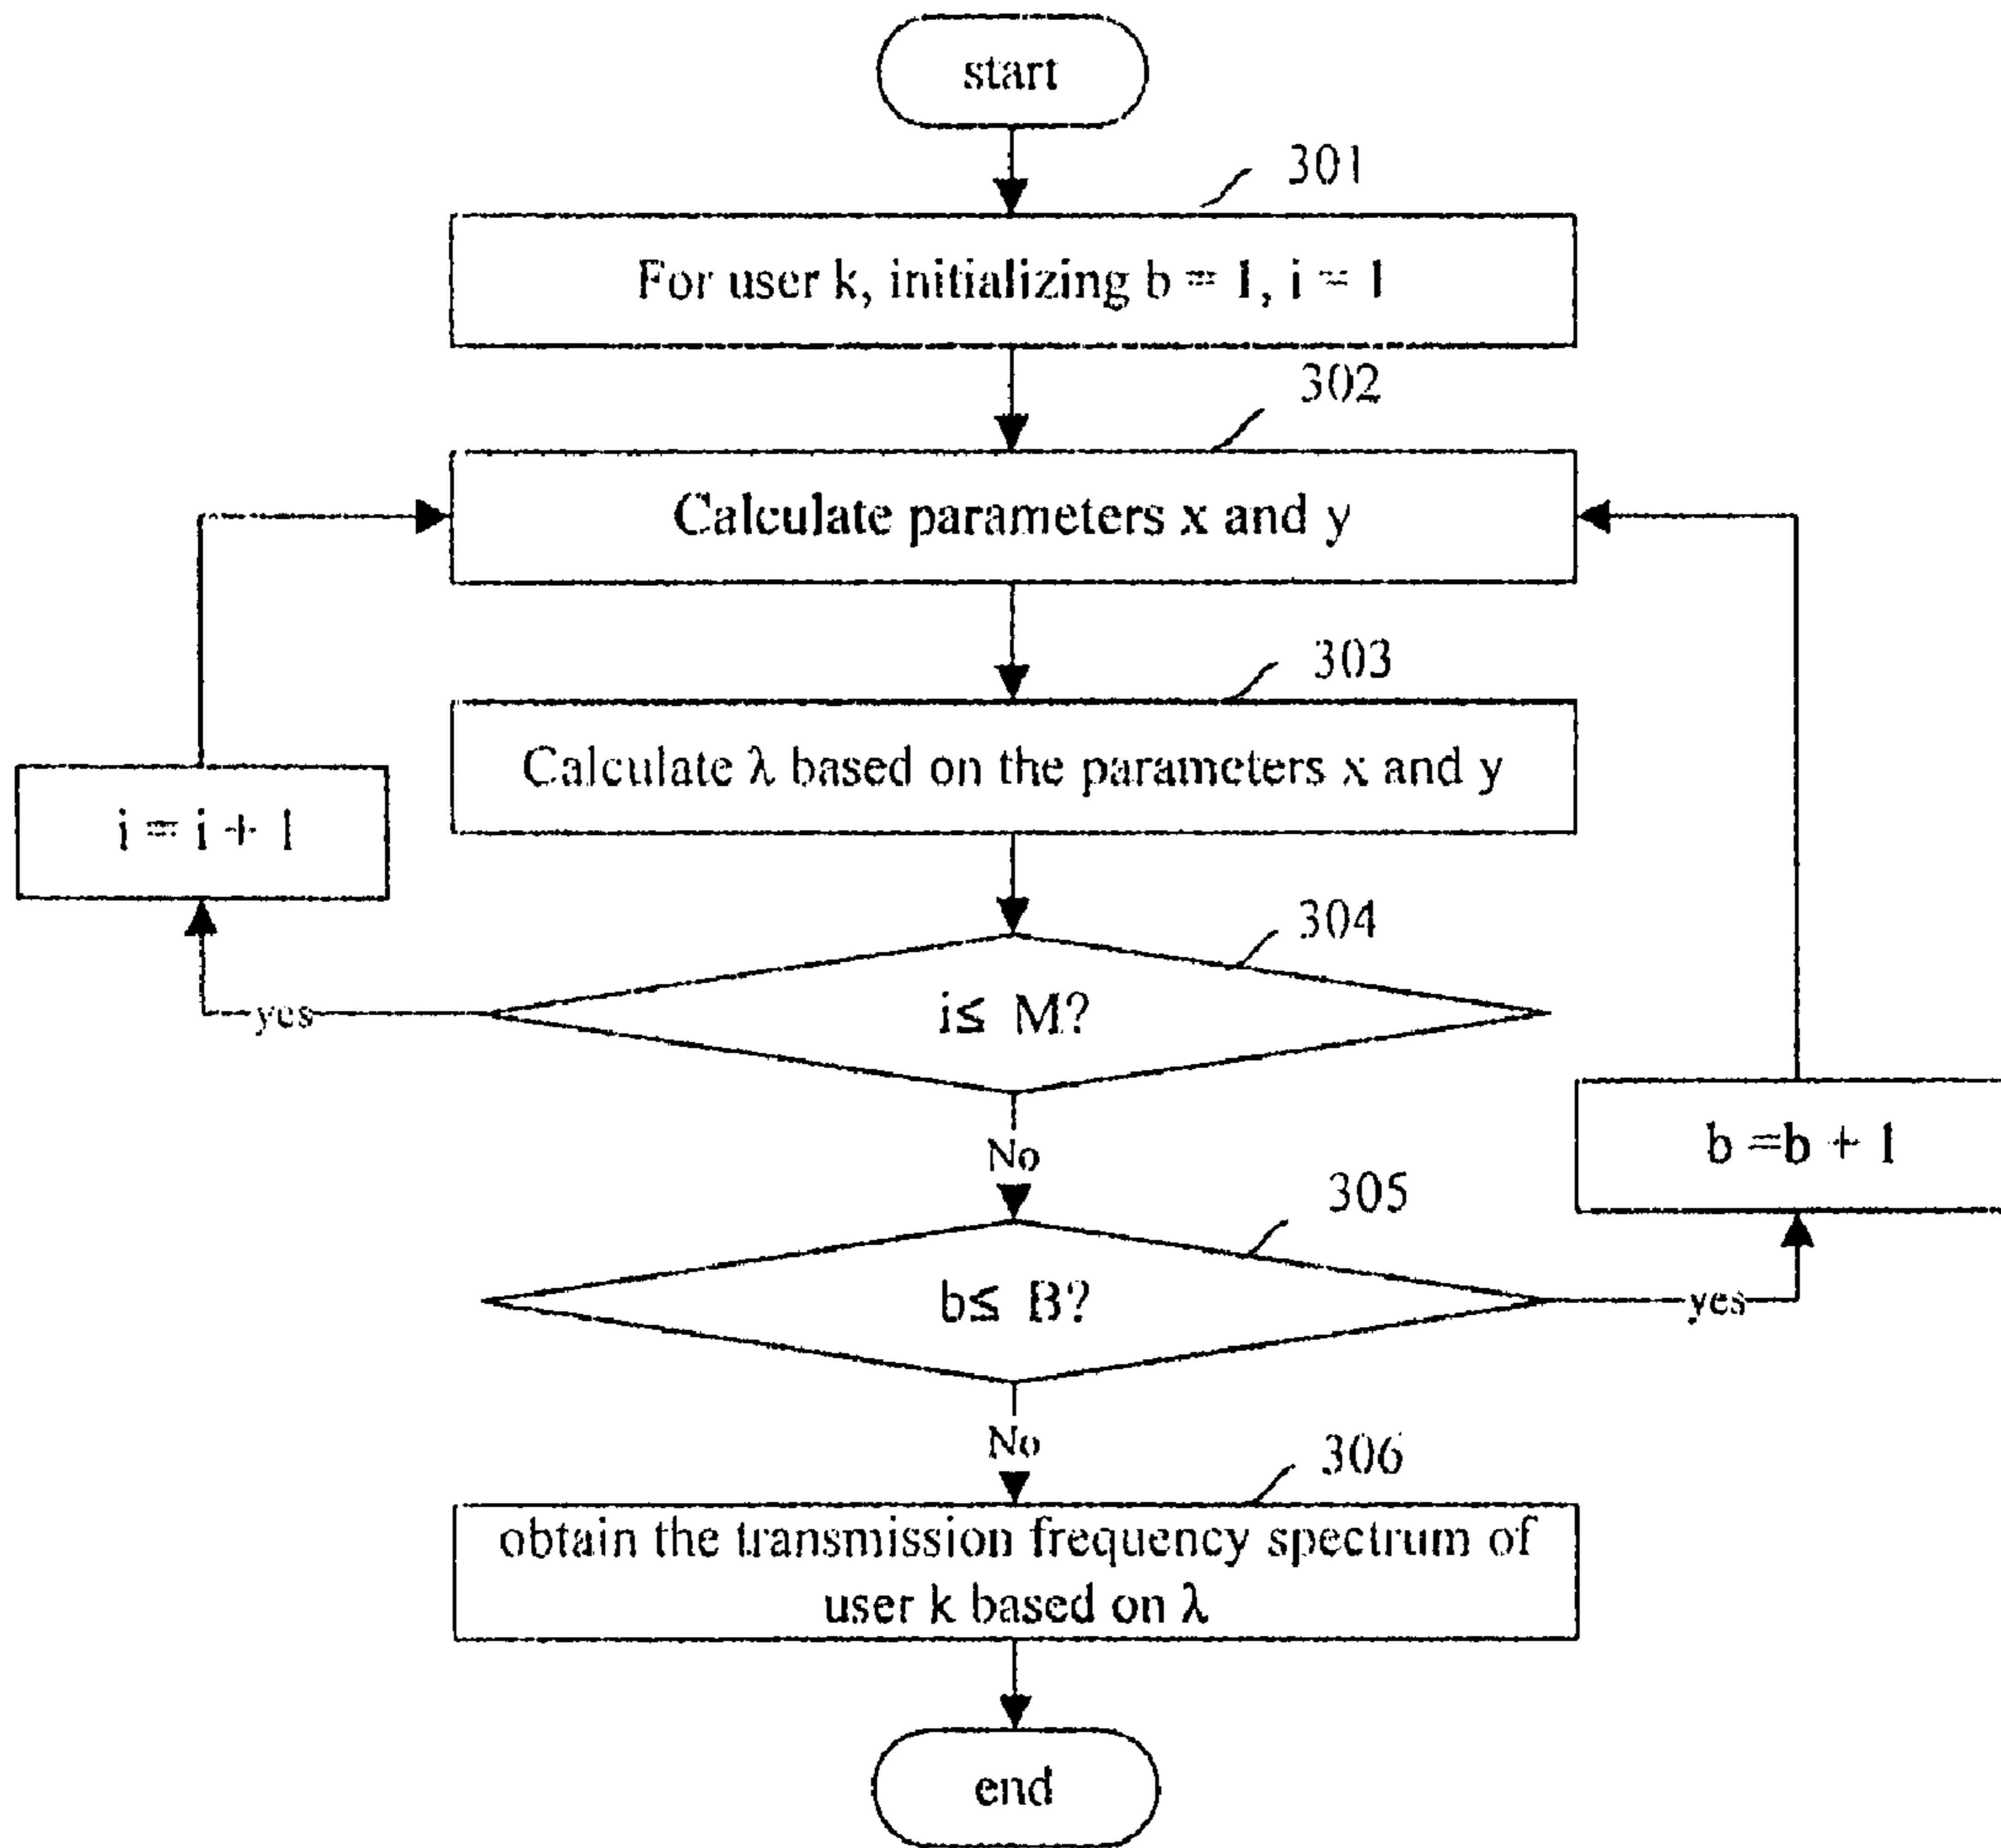 start
301
For user k, initializing b = 1, i = 1
302
Calculate parameters x and y
303
Calculate λ based on the parameters x and y
i = i + 1
304
i≤ M?
yes
No
b =b + 1
305
b≤ B?
yes
No
306
obtain the transmission frequency spectrum of
user k based on λ
end